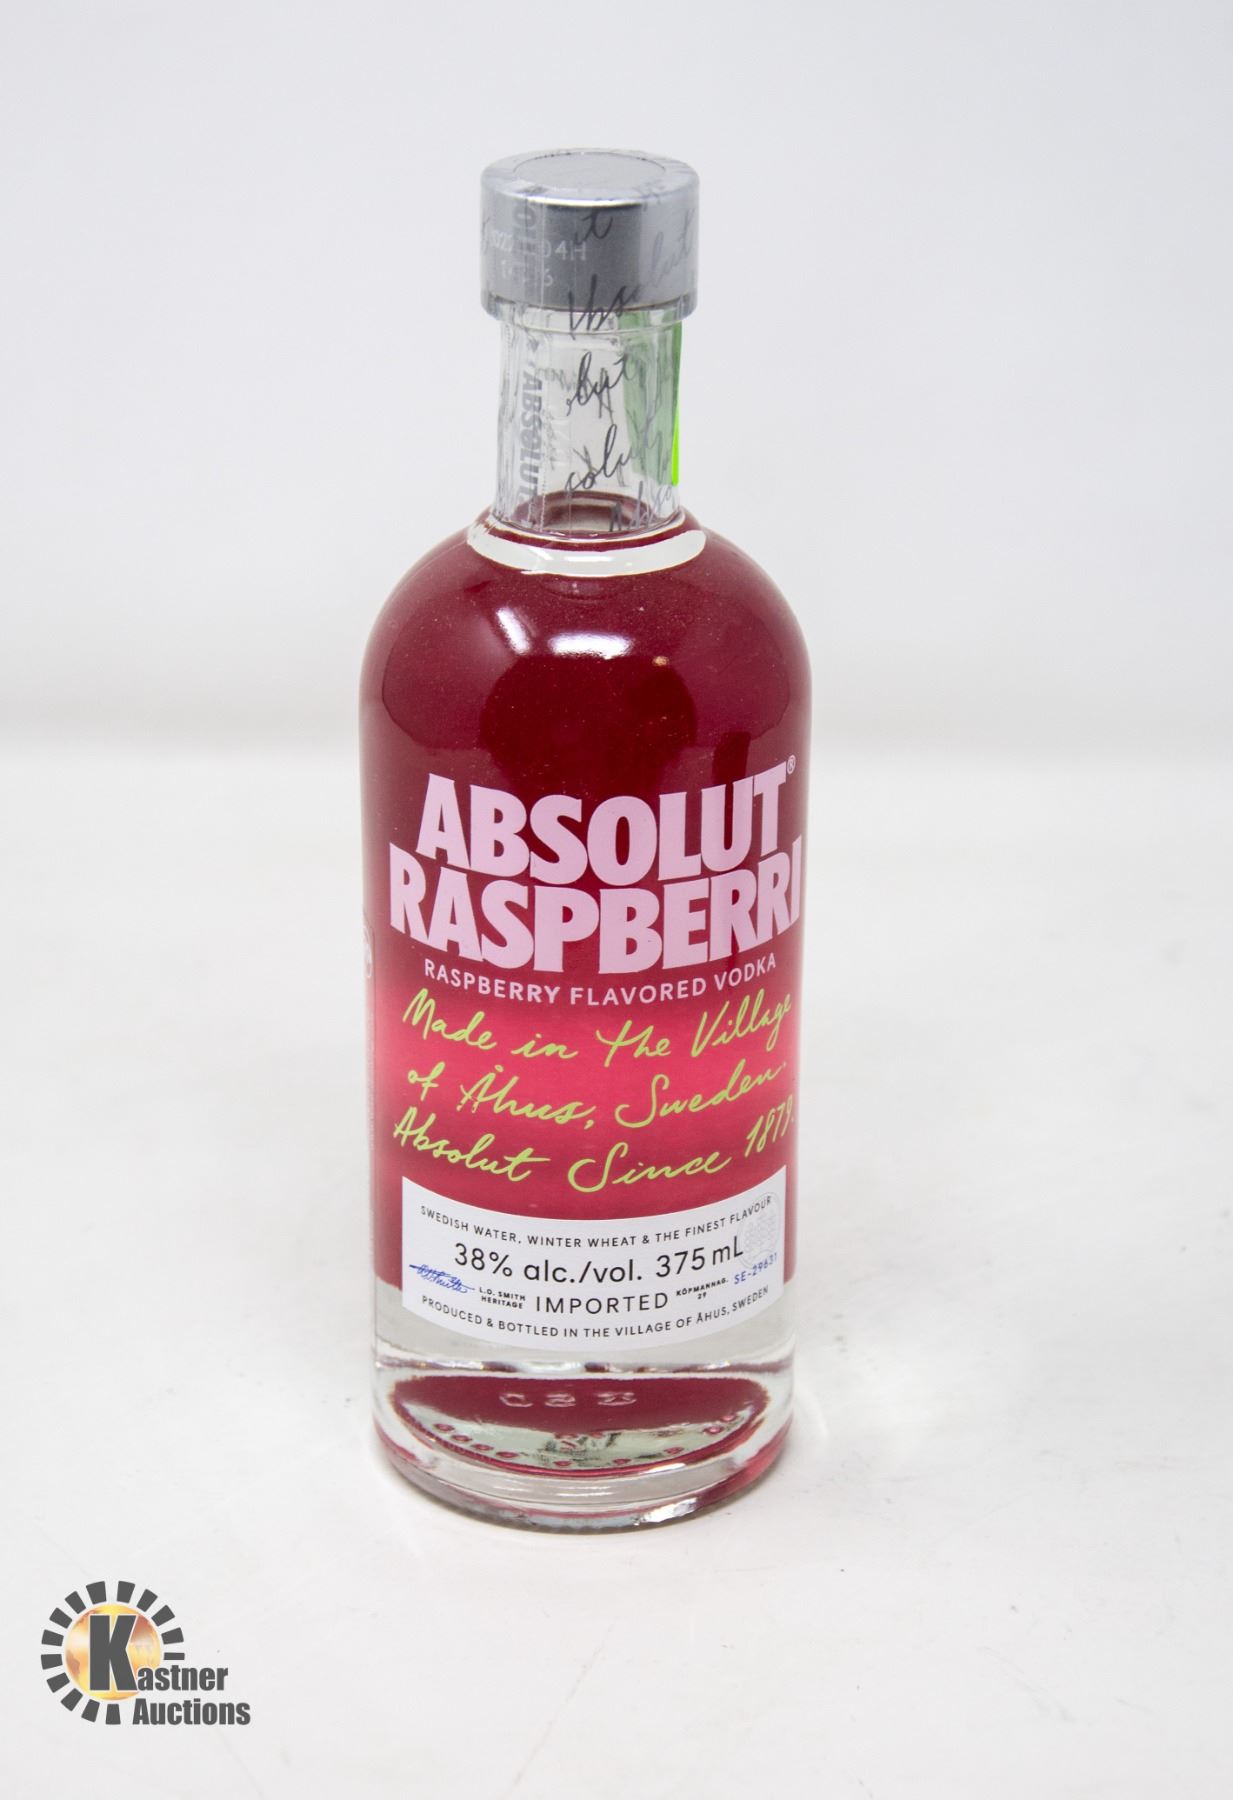 ABSOLUT
ABSOLUT®
RASPBERRI
RASPBERRY FLAVORED VODKA
Made in the Village
of Åhus, Sweden.
Absolut Since 1879.
SWEDISH WATER, WINTER WHEAT & THE FINEST FLAVOUR
38% alc./vol. 375 mL
L.O. SMITH
HERITAGE
IMPORTED
KÖPMANNAG.
29
SE-29631
PRODUCED & BOTTLED IN THE VILLAGE OF ÅHUS, SWEDEN
Kastner
Auctions